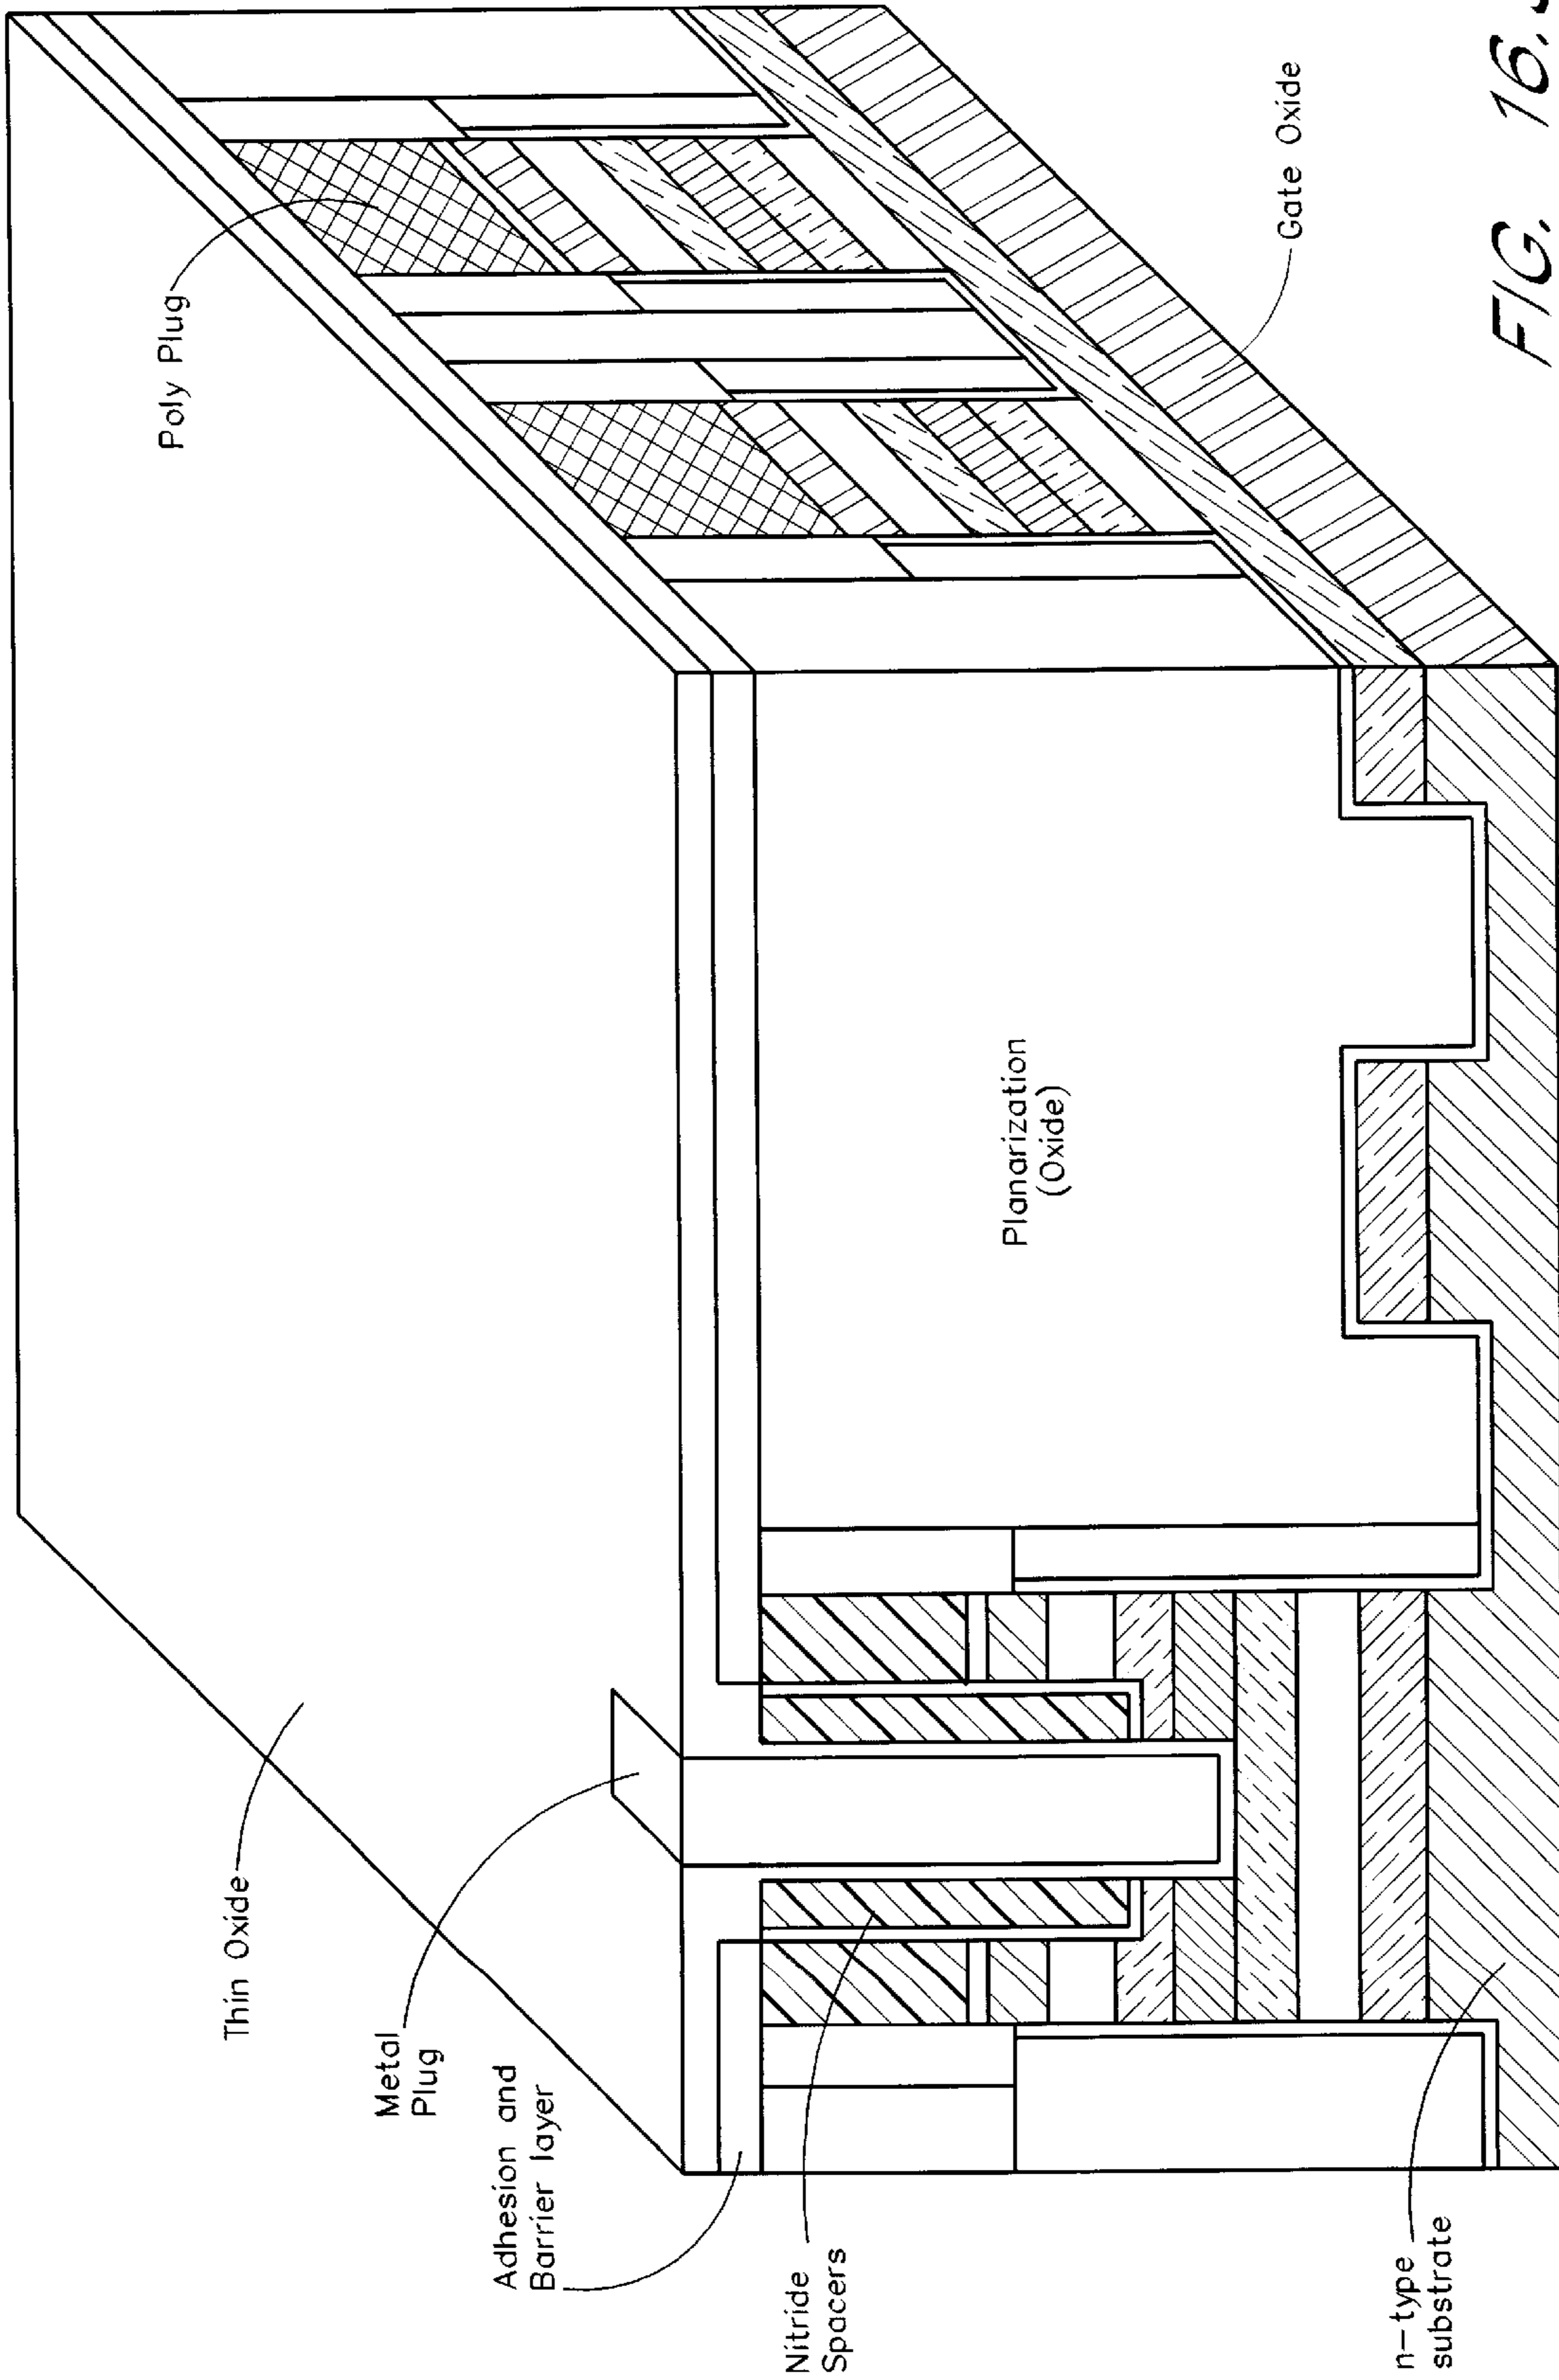 Thin Oxide
Metal
Plug
Adhesion and
Barrier layer
Nitride
Spacers
n-type
substrate
Planarization
(Oxide)
Poly Plug
Gate Oxide
FIG. 16.